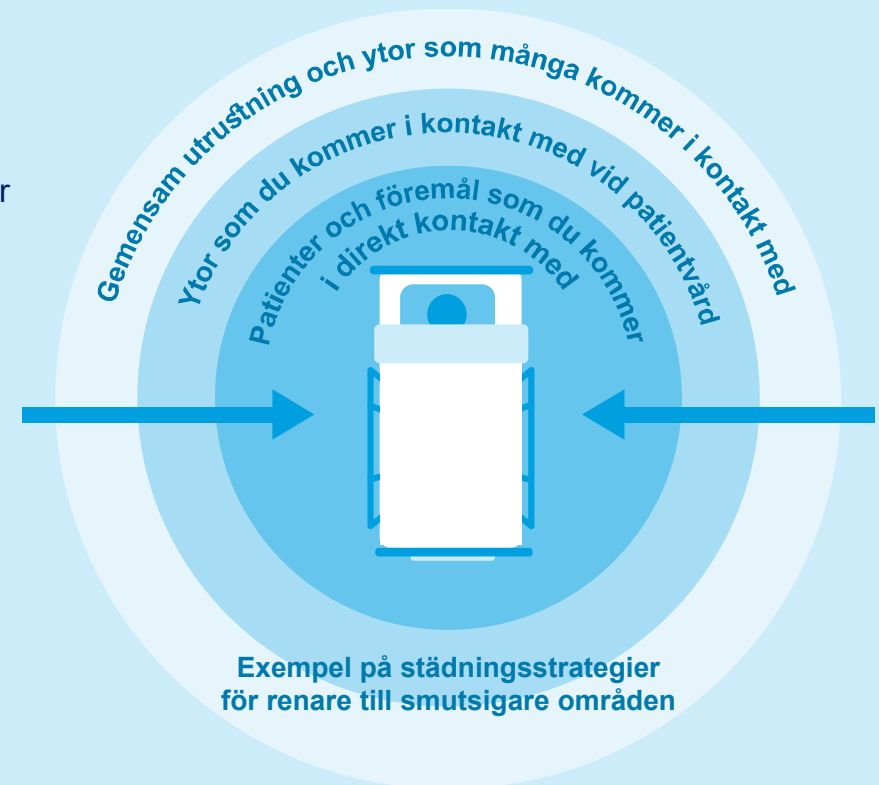 Gemensam utrustning och ytor som många kommer i kontakt med
Ytor som du kommer i kontakt med vid patientvård
Patienter och föremål som du kommer
i direkt kontakt med
r
Exempel på städningsstrategier
för renare till smutsigare områden